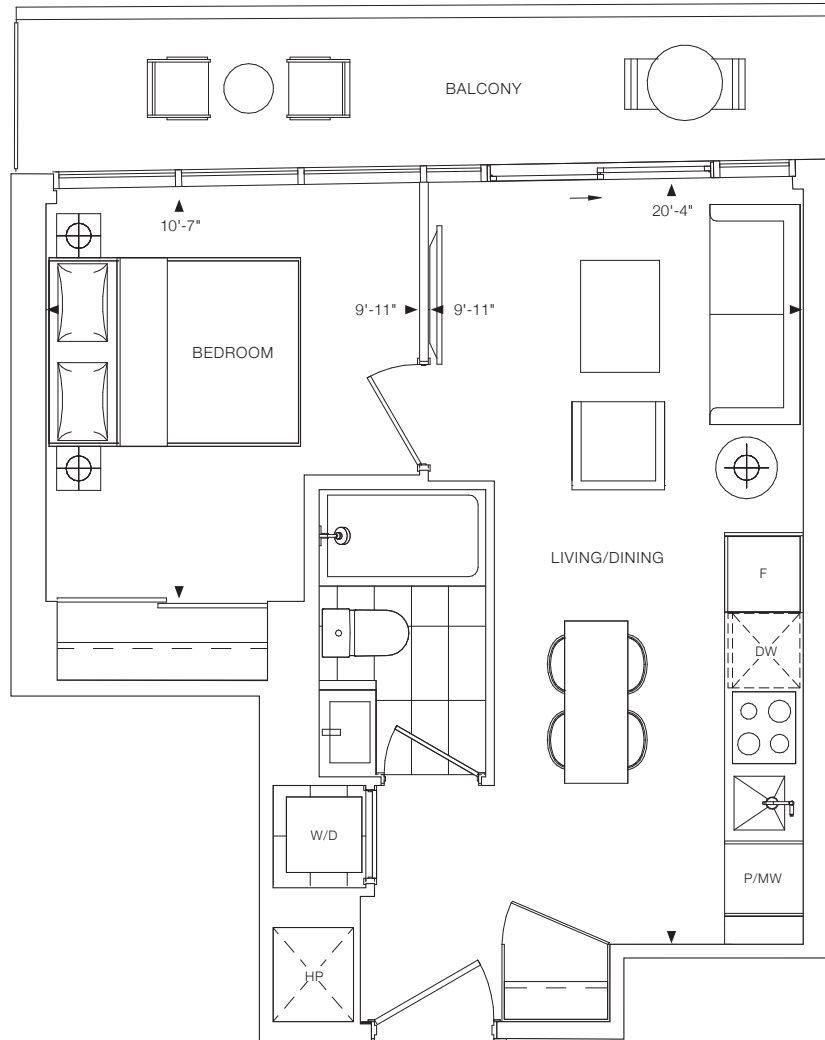 BALCONY
10'-7"
20'-4"
9'-11"
9'-11"
BEDROOM
LIVING/DINING
F
DW
W/D
P/MW
HP